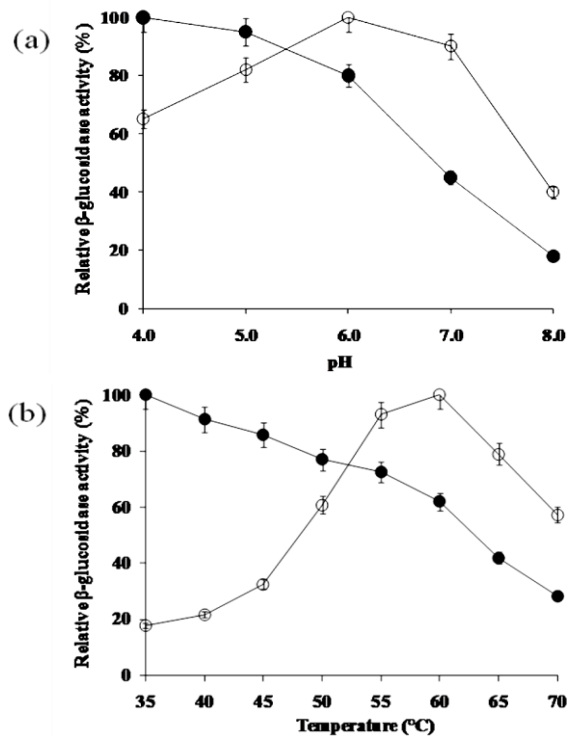 (a)
Relative β-glucosidase activity (%)
100
80
60
40
20
0
4.0 5.0 6.0 7.0 8.0
pH
(b)
Relative β-glucosidase activity (%)
100
80
60
40
20
0
35 40 45 50 55 60 65 70
Temperature (°C)